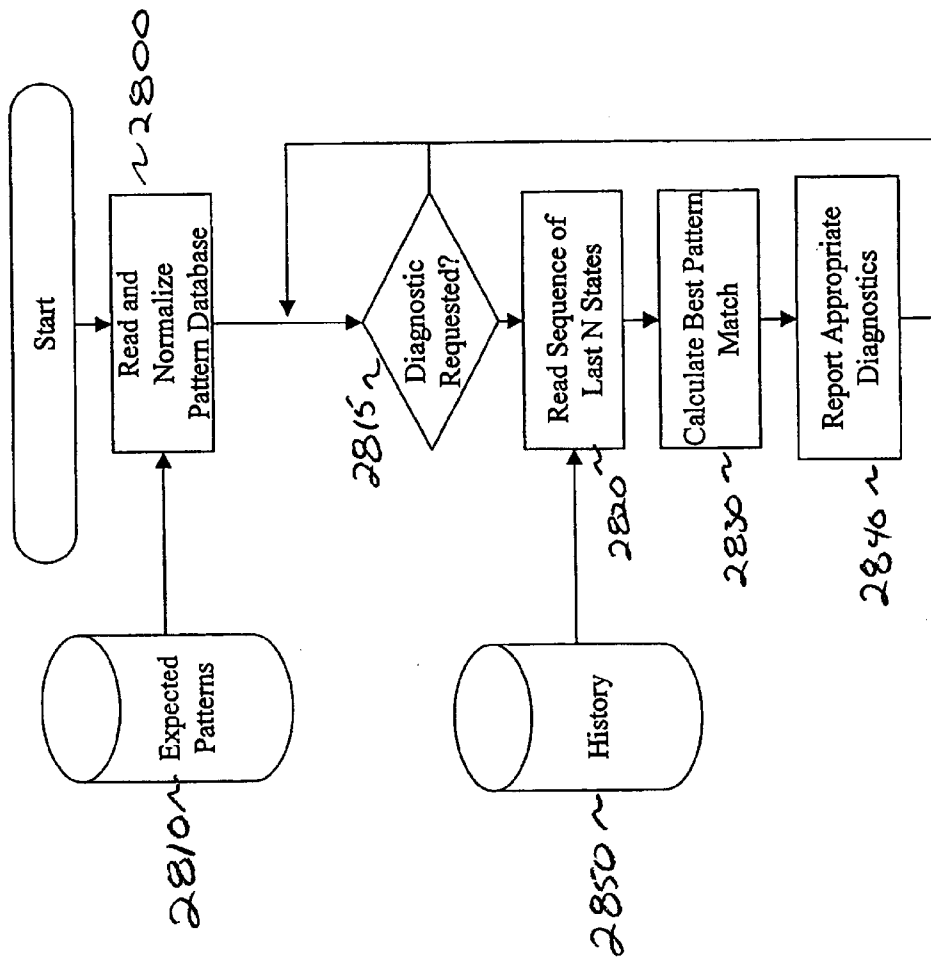 Start
Read and
Normalize
Pattern Database
~2800
Expected
Patterns
2810~
Diagnostic
Requested?
2815~
Read Sequence of
Last N States
2820~
History
2850~
Calculate Best Pattern
Match
2830~
Report Appropriate
Diagnostics
2840~